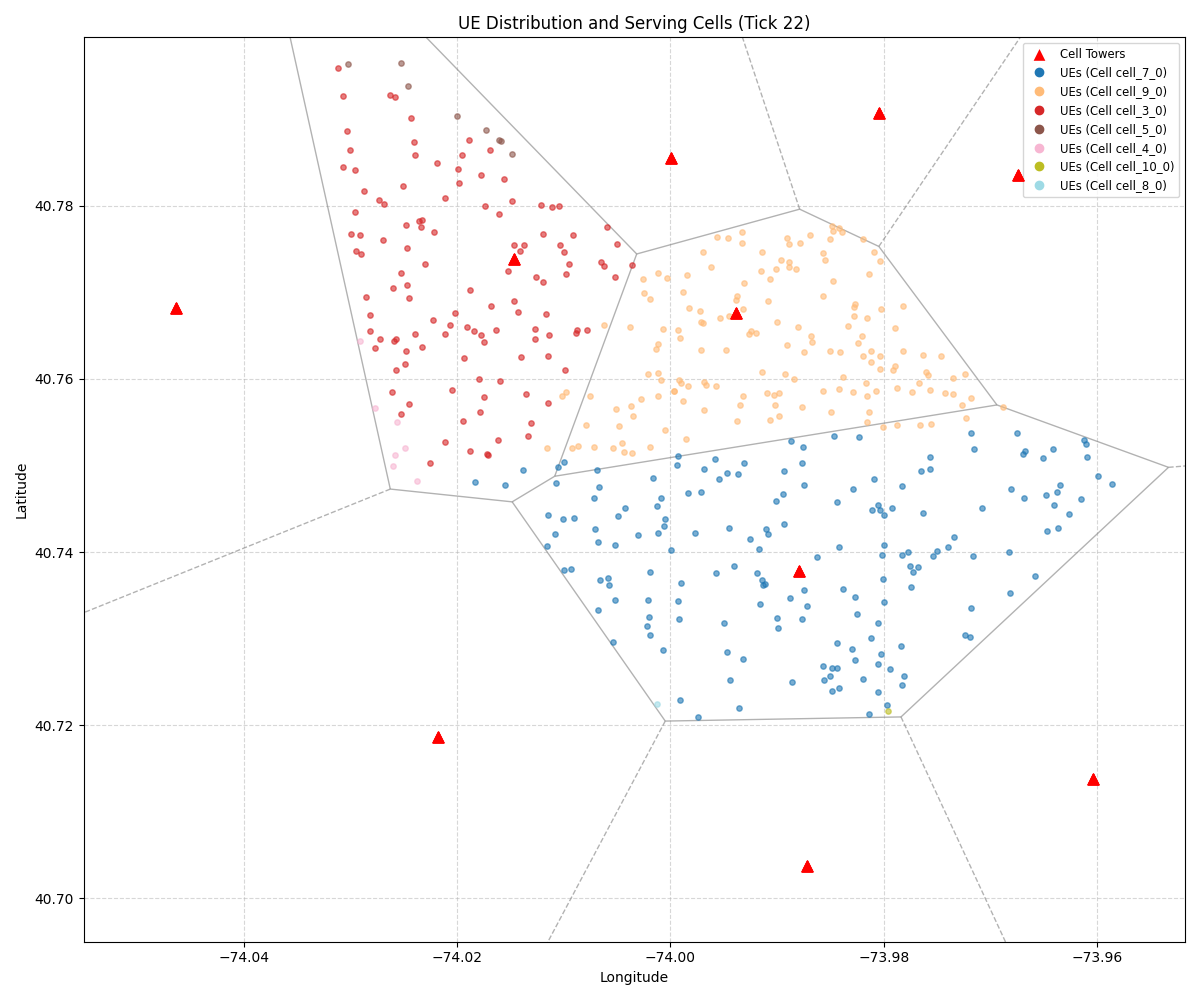 UE Distribution and Serving Cells (Tick 22)
Cell Towers
UEs (Cell cell_7_0)
UEs (Cell cell_9_0)
UEs (Cell cell_3_0)
UEs (Cell cell_5_0)
UEs (Cell cell_4_0)
UEs (Cell cell_10_0)
UEs (Cell cell_8_0)
Latitude
40.78
40.76
40.74
40.72
40.70
−74.04
−74.02
−74.00
−73.98
−73.96
Longitude